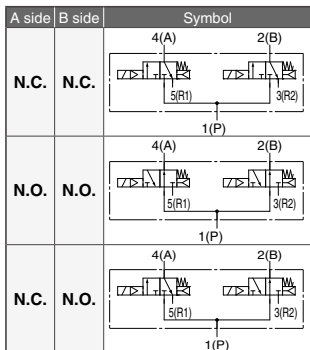 A side B side Symbol
4(A) 2(B)
N.C. N.C.
5(R1) 3(R2)
1(P)
4(A) 2(B)
N.O. N.O.
5(R1) 3(R2)
1(P)
4(A) 2(B)
N.C. N.O.
5(R1) 3(R2)
1(P)